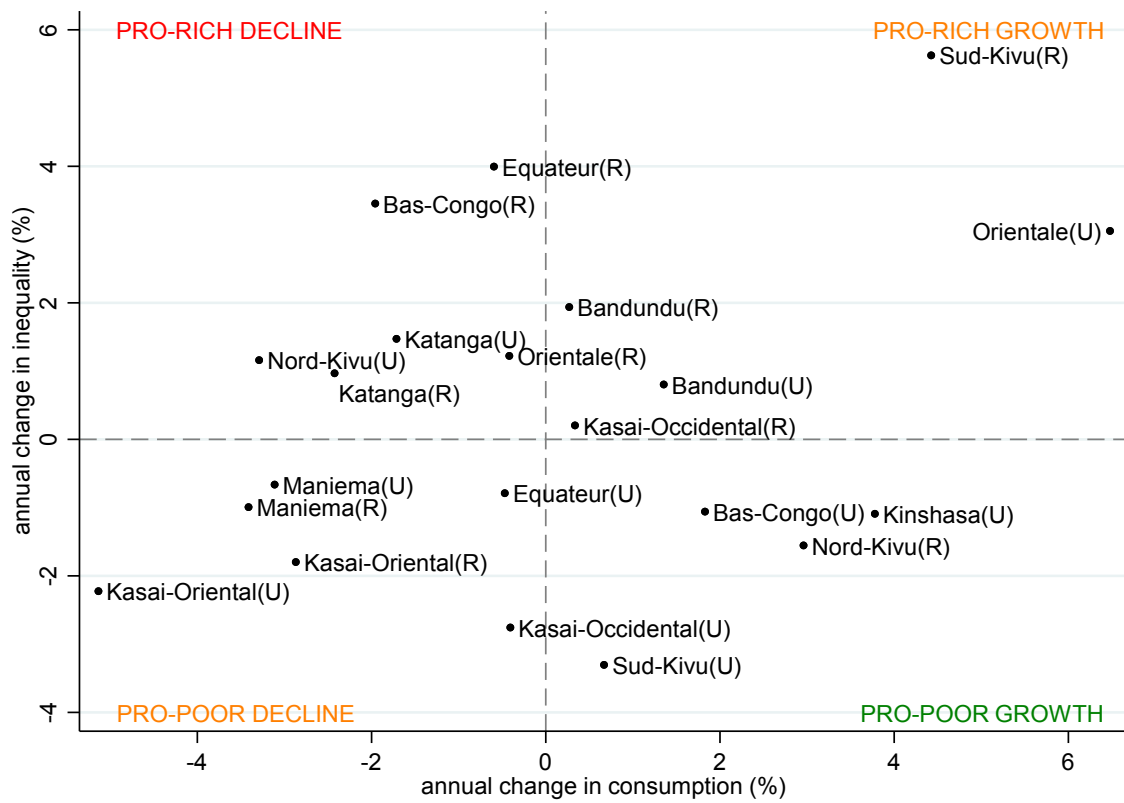 PRO-RICH DECLINE
PRO-RICH GROWTH
Sud-Kivu(R)
Equateur(R)
Bas-Congo(R)
Orientale(U)
Bandundu(R)
Katanga(U)
Orientale(R)
Nord-Kivu(U)
Katanga(R)
Bandundu(U)
Kasai-Occidental(R)
Maniema(U)
Maniema(R)
Equateur(U)
Bas-Congo(U)
Kinshasa(U)
Nord-Kivu(R)
Kasai-Oriental(R)
Kasai-Oriental(U)
Kasai-Occidental(U)
Sud-Kivu(U)
PRO-POOR DECLINE
PRO-POOR GROWTH
6
4
2
0
-2
-4
annual change in inequality (%)
-4 -2 0 2 4 6
annual change in consumption (%)